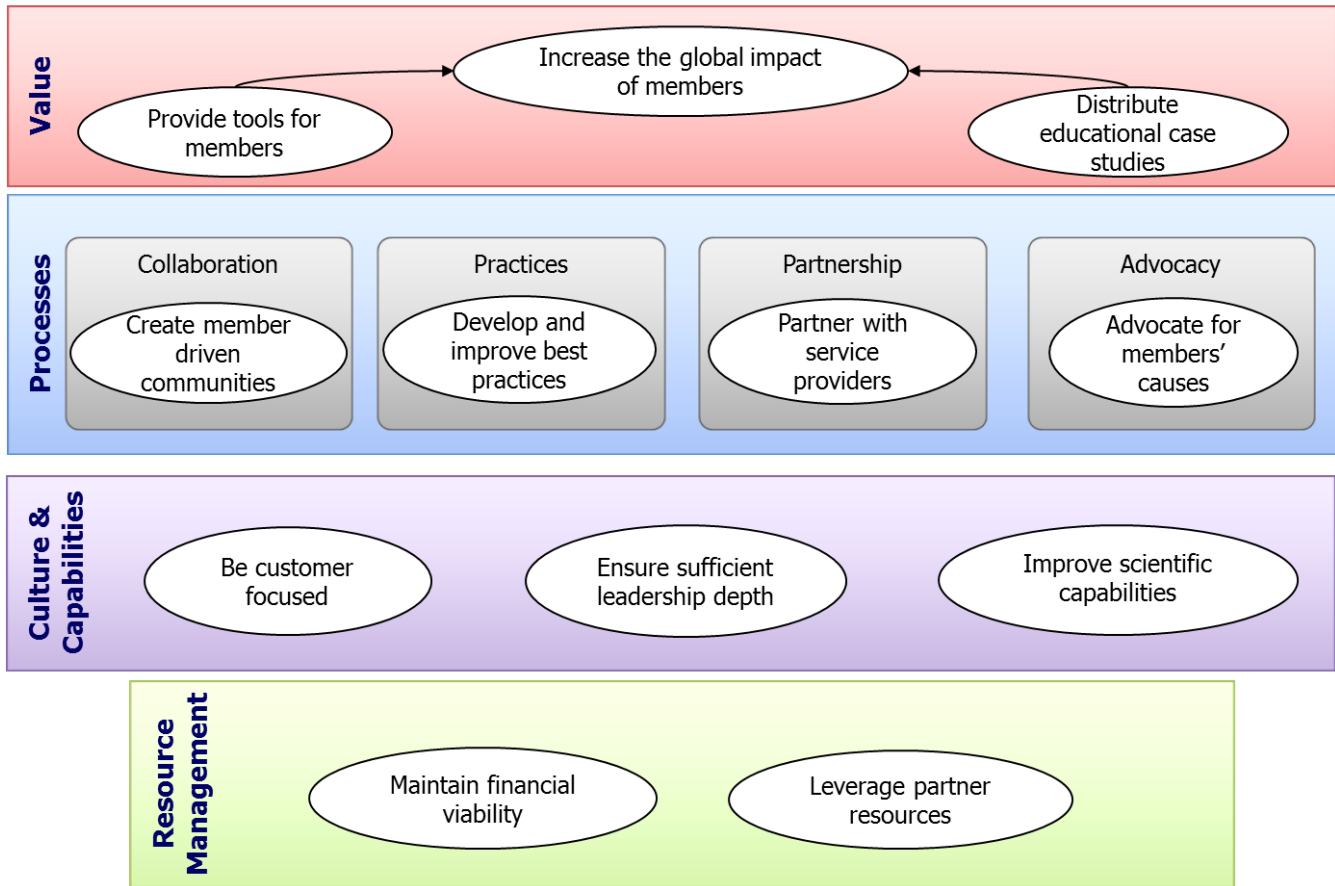 Value
Increase the global impact
of members
Provide tools for
members
Distribute
educational case
studies
Processes
Collaboration
Create member
driven
communities
Practices
Develop and
improve best
practices
Partnership
Partner with
service
providers
Advocacy
Advocate for
members’
causes
Culture &
Capabilities
Be customer
focused
Ensure sufficient
leadership depth
Improve scientific
capabilities
Resource
Management
Maintain financial
viability
Leverage partner
resources